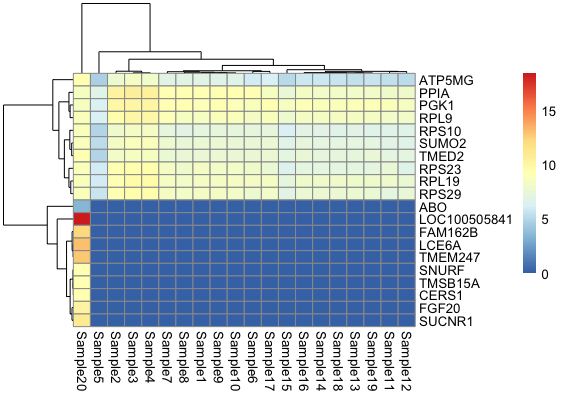 ATP5MG
PPIA
PGK1
RPL9
RPS10
SUMO2
TMED2
RPS23
RPL19
RPS29
ABO
LOC100505841
FAM162B
LCE6A
TMEM247
SNURF
TMSB15A
CERS1
FGF20
SUCNR1
15
10
5
0
Sample20
Sample5
Sample2
Sample3
Sample4
Sample7
Sample8
Sample1
Sample9
Sample10
Sample6
Sample17
Sample15
Sample16
Sample14
Sample18
Sample13
Sample19
Sample11
Sample12